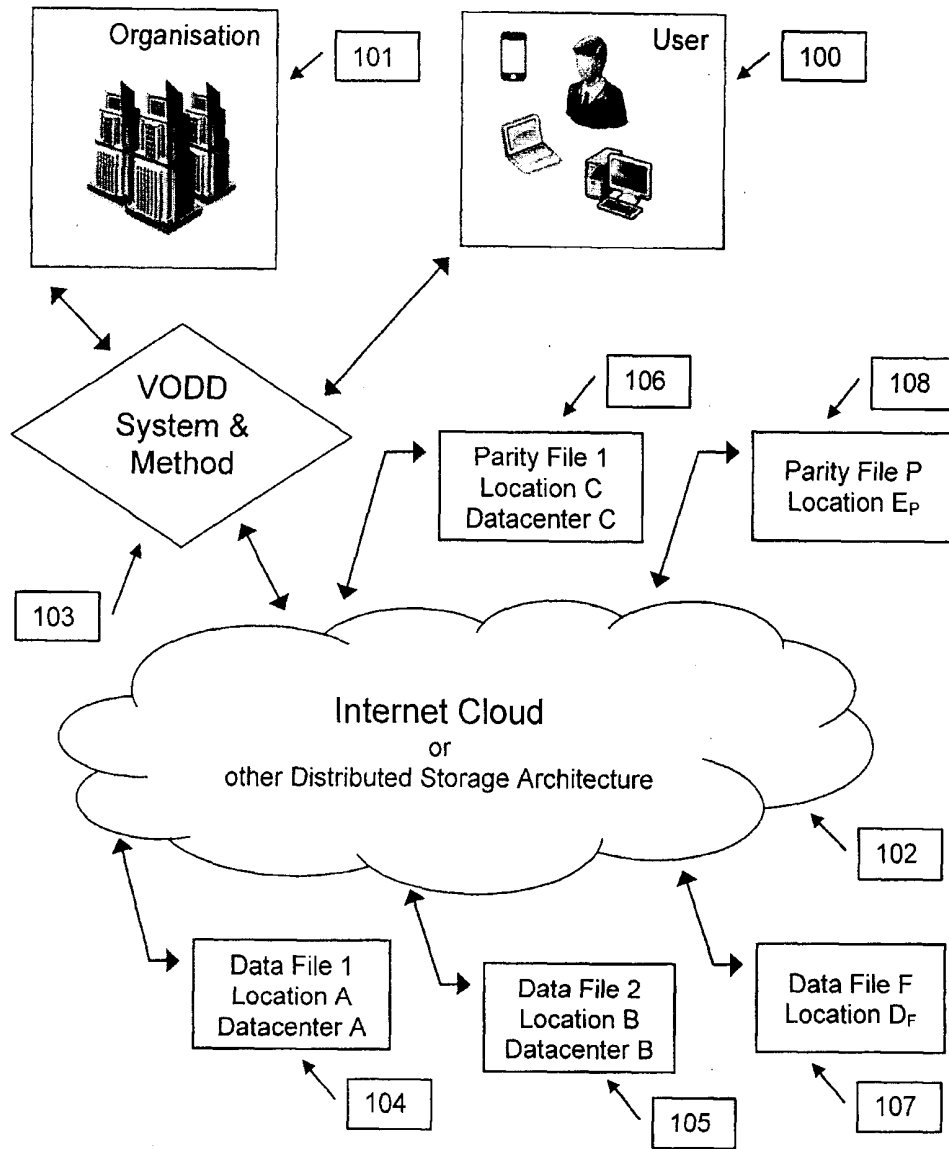 Organisation
101
User
100
VODD
System &
Method
103
106
Parity File 1
Location C
Datacenter C
108
Parity File P
Location EP
Internet Cloud
or
other Distributed Storage Architecture
102
Data File 1
Location A
Datacenter A
104
Data File 2
Location B
Datacenter B
105
Data File F
Location DF
107